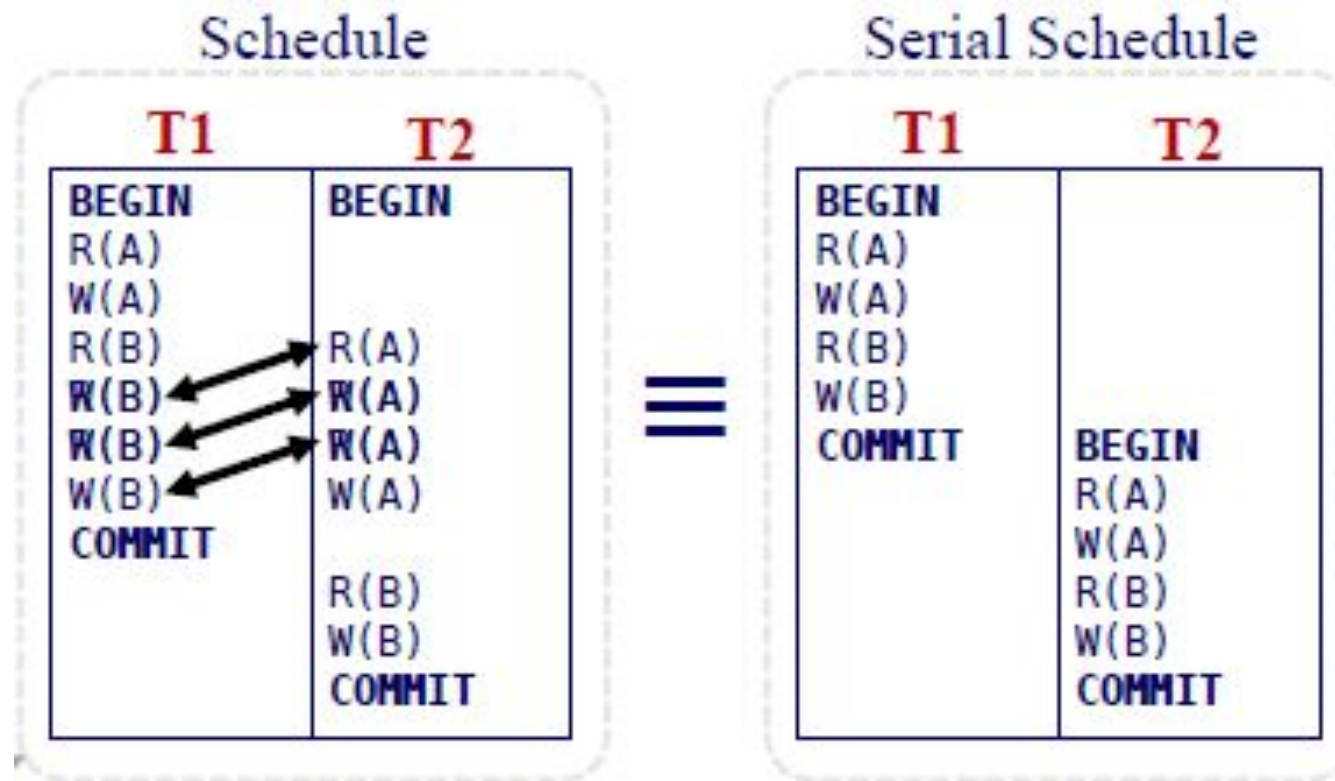 Schedule
T1 T2
BEGIN BEGIN
R(A)
W(A)
R(B) R(A)
(B) (A)
(B) (A)
W(B) W(A)
COMMIT
R(B)
W(B)
COMMIT
≡
Serial Schedule
T1 T2
BEGIN
R(A)
W(A)
R(B)
W(B)
COMMIT BEGIN
R(A)
W(A)
R(B)
W(B)
COMMIT